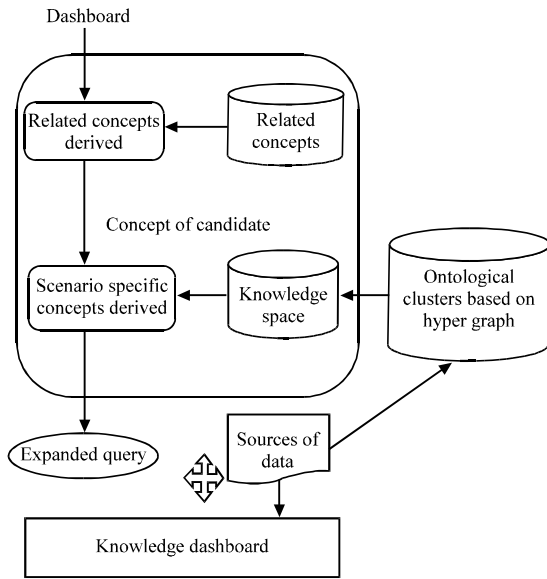 Dashboard
Related concepts
derived
Related
concepts
Concept of candidate
Scenario specific
concepts derived
Knowledge
space
Ontological
clusters based on
hyper graph
Expanded query
Sources of
data
Knowledge dashboard